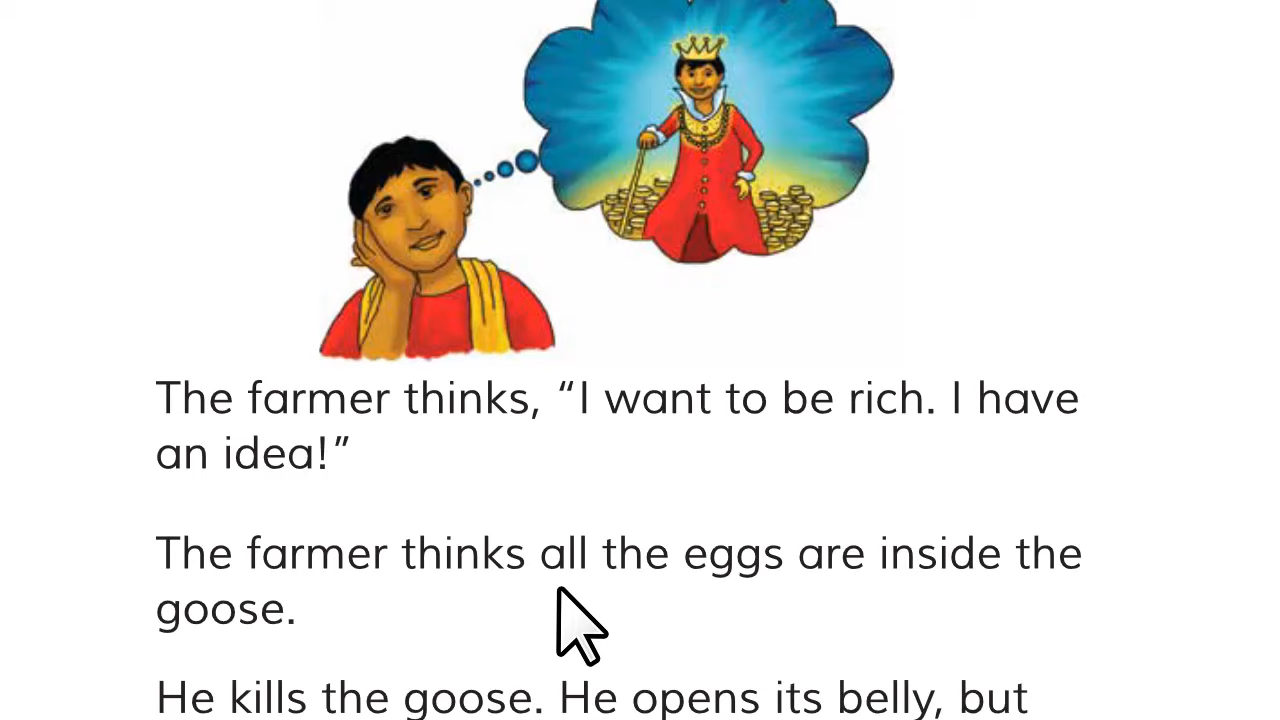 The farmer thinks, “I want to be rich. I have
an idea!”
The farmer thinks all the eggs are inside the
goose.
He kills the goose. He opens its belly, but